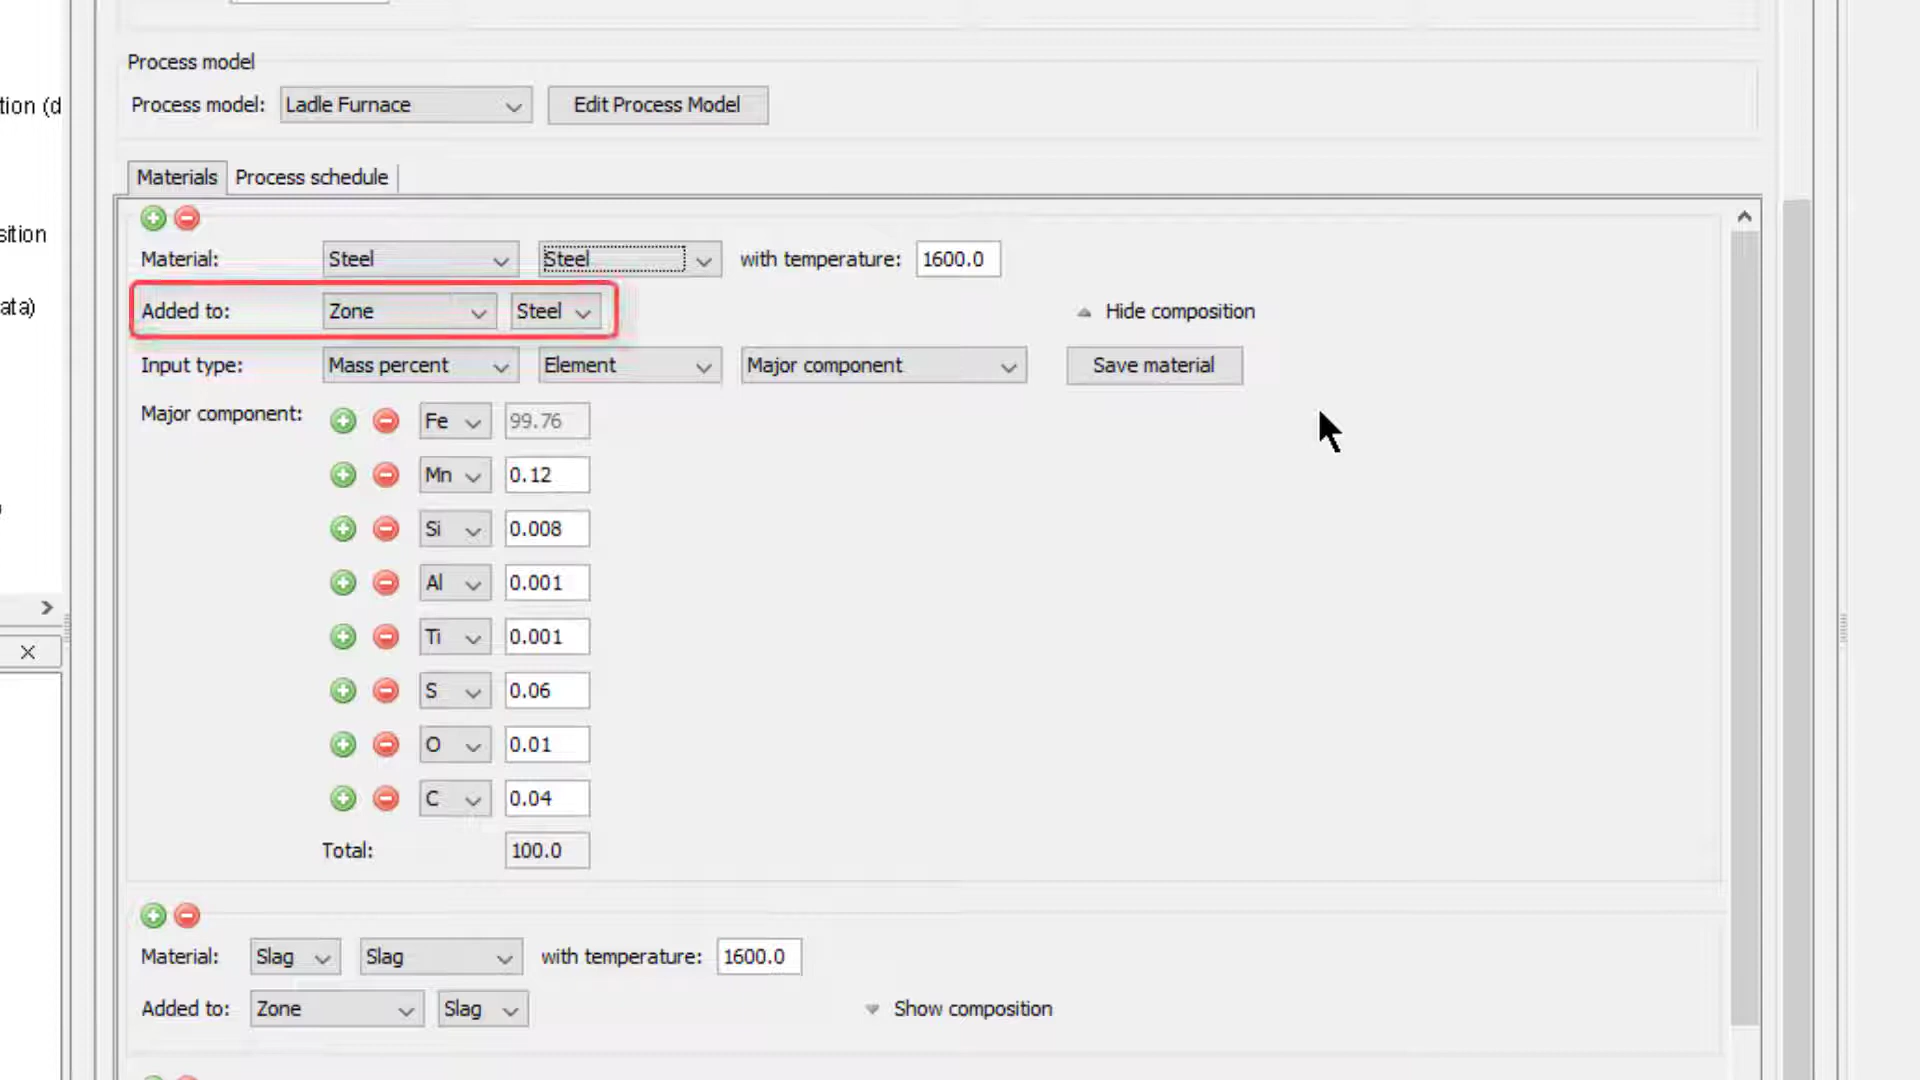 Process model
tion (d
Process model: Ladle Furnace Edit Process Model
Materials Process schedule
sition
Material: Steel Steel with temperature: 1600.0
ata)
Added to: Zone Steel Hide composition
Input type: Mass percent Element Major component Save material
Major component: Fe 99.76
Mn 0.12
Si 0.008
Al 0.001
Ti 0.001
S 0.06
O 0.01
C 0.04
Total: 100.0
Material: Slag Slag with temperature: 1600.0
Added to: Zone Slag Show composition